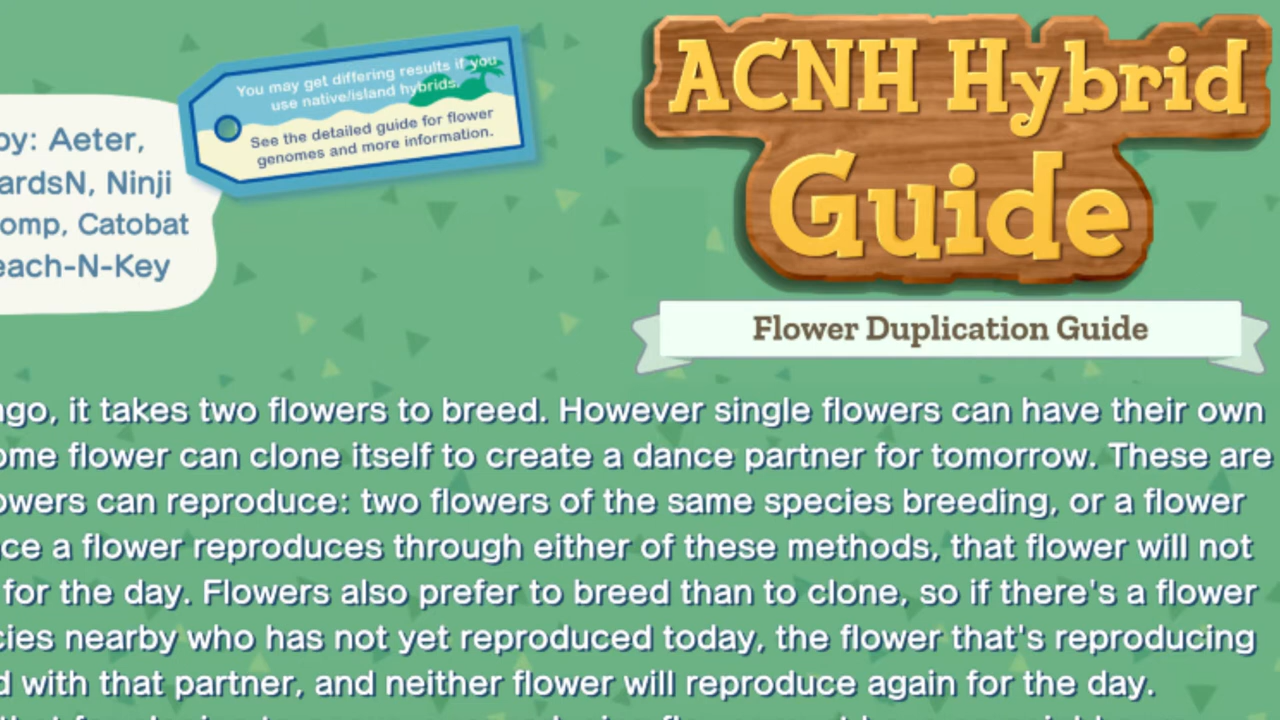 ACNH Hybrid
Guide
Flower Duplication Guide
You may get differing results if you
use native/island hybrids.
See the detailed guide for flower
genomes and more information.
by: Aeter,
ardsN, Ninji
omp, Catobat
each-N-Key
ngo, it takes two flowers to breed. However single flowers can have their own
ome flower can clone itself to create a dance partner for tomorrow. These are
owers can reproduce: two flowers of the same species breeding, or a flower
ce a flower reproduces through either of these methods, that flower will not
for the day. Flowers also prefer to breed than to clone, so if there's a flower
cies nearby who has not yet reproduced today, the flower that's reproducing
d with that partner, and neither flower will reproduce again for the day.